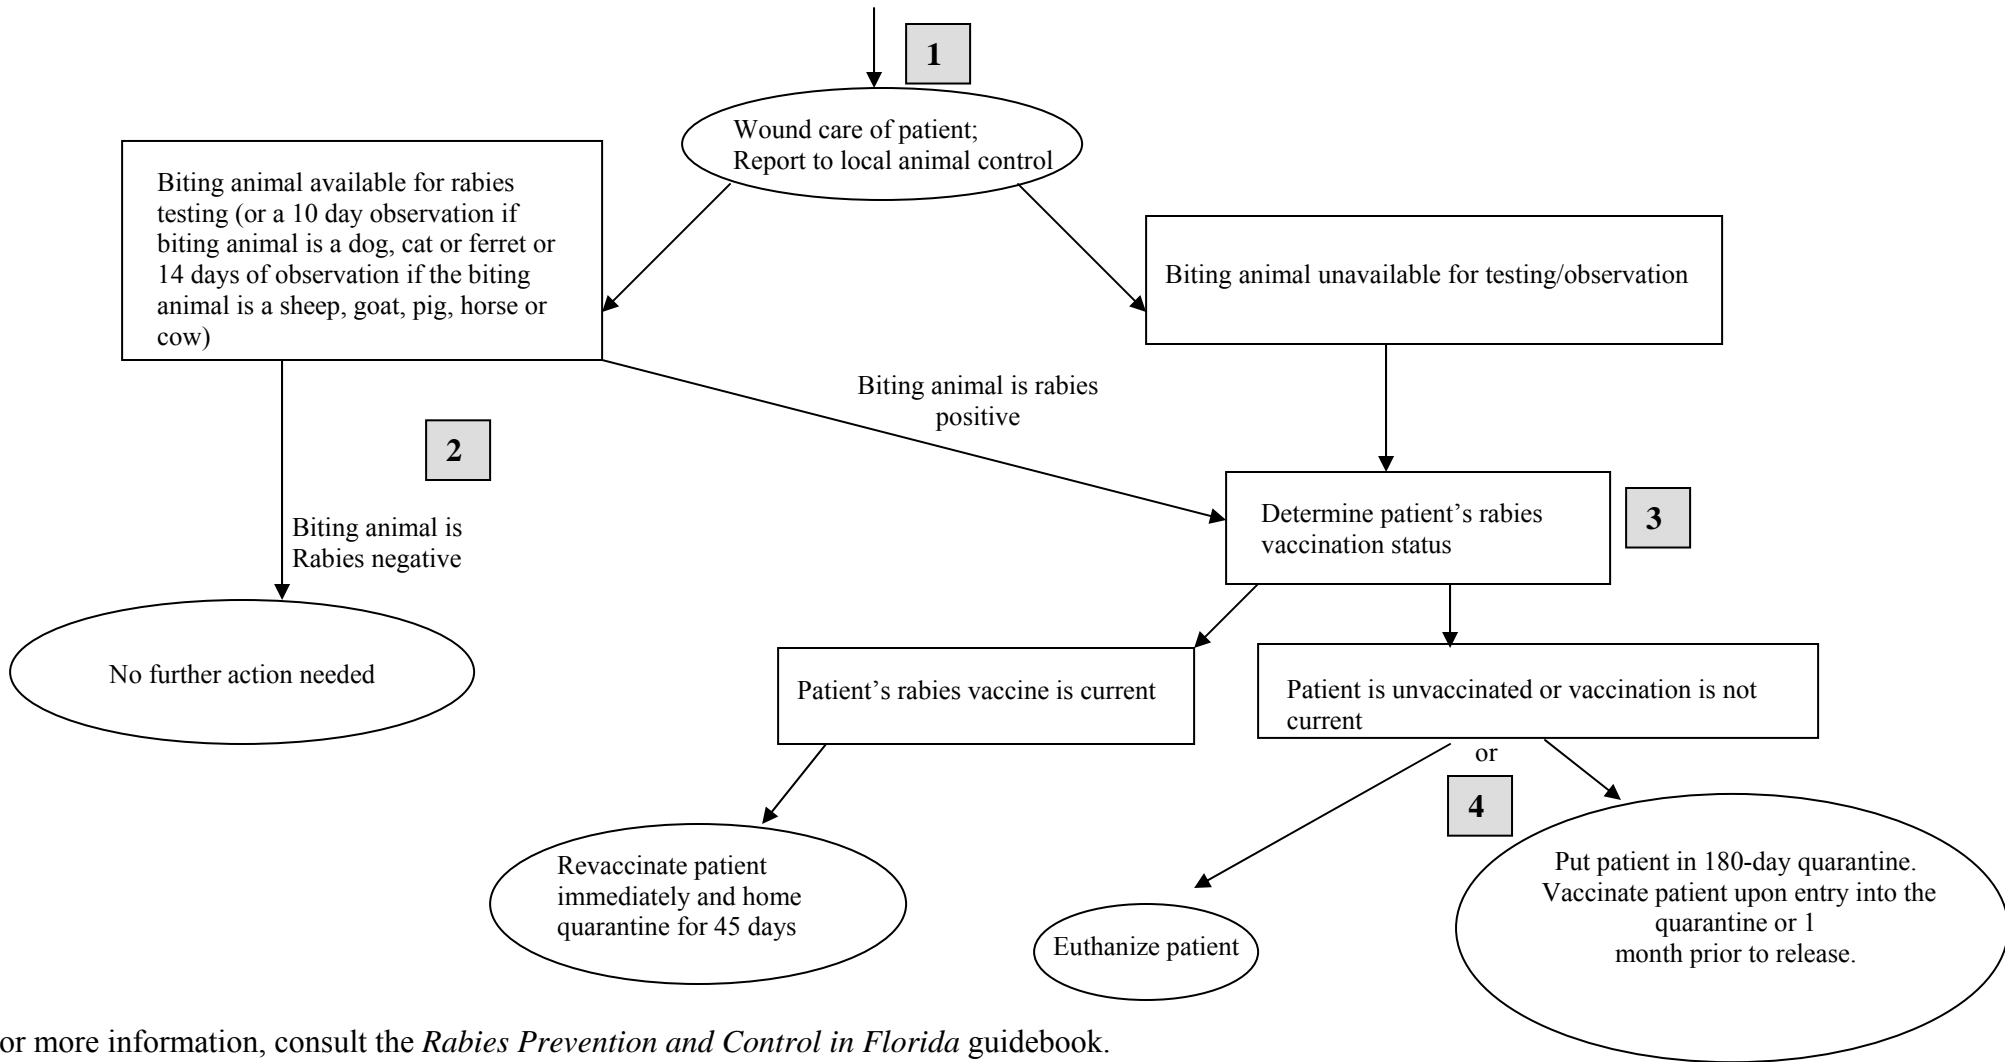 1
Wound care of patient;
Report to local animal control
Biting animal available for rabies
testing (or a 10 day observation if
biting animal is a dog, cat or ferret or
14 days of observation if the biting
animal is a sheep, goat, pig, horse or
cow)
Biting animal unavailable for testing/observation
Biting animal is rabies
positive
2
Biting animal is
Rabies negative
Determine patient’s rabies
vaccination status
3
No further action needed
Patient’s rabies vaccine is current
Patient is unvaccinated or vaccination is not
current
or
4
Revaccinate patient
immediately and home
quarantine for 45 days
Euthanize patient
Put patient in 180-day quarantine.
Vaccinate patient upon entry into the
quarantine or 1
month prior to release.
or more information, consult the Rabies Prevention and Control in Florida guidebook.